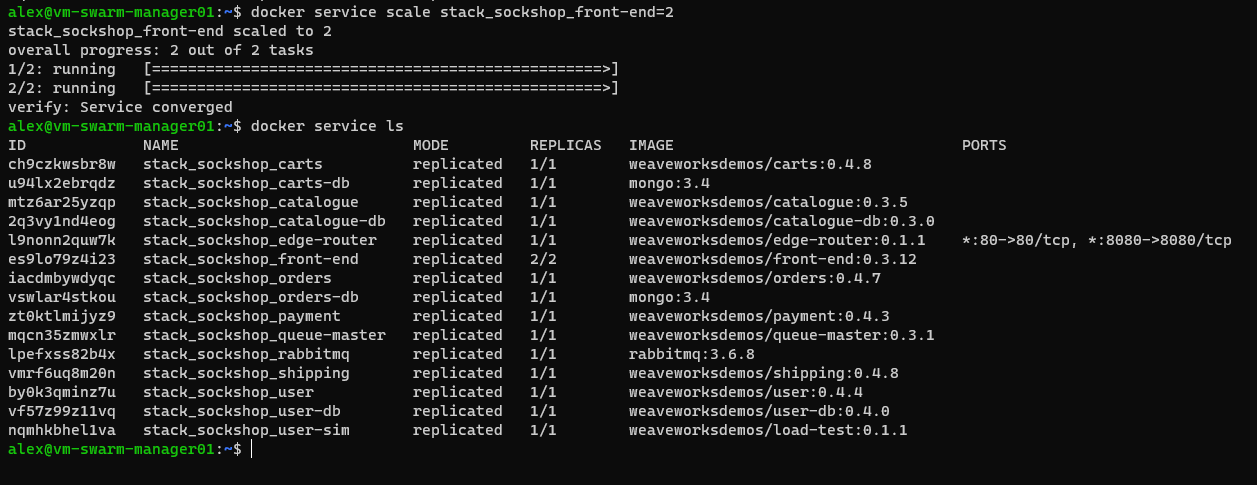 alex@vm-swarm-manager01:~$ docker service scale stack_sockshop_front-end=2
stack_sockshop_front-end scaled to 2
overall progress: 2 out of 2 tasks
1/2: running   [==================================================>]
2/2: running   [==================================================>]
verify: Service converged
alex@vm-swarm-manager01:~$ docker service ls
ID             NAME                          MODE         REPLICAS   IMAGE                                PORTS
ch9czkwsbr8w   stack_sockshop_carts          replicated   1/1        weaveworksdemos/carts:0.4.8
u94lx2ebrqdz   stack_sockshop_carts-db       replicated   1/1        mongo:3.4
mtz6ar25yzqp   stack_sockshop_catalogue      replicated   1/1        weaveworksdemos/catalogue:0.3.5
2q3vy1nd4eog   stack_sockshop_catalogue-db   replicated   1/1        weaveworksdemos/catalogue-db:0.3.0
l9nonn2quw7k   stack_sockshop_edge-router    replicated   1/1        weaveworksdemos/edge-router:0.1.1    *:80->80/tcp, *:8080->8080/tcp
es9lo79z4i23   stack_sockshop_front-end      replicated   2/2        weaveworksdemos/front-end:0.3.12
iacdmbywdyqc   stack_sockshop_orders         replicated   1/1        weaveworksdemos/orders:0.4.7
vswlar4stkou   stack_sockshop_orders-db      replicated   1/1        mongo:3.4
zt0ktlmijyz9   stack_sockshop_payment        replicated   1/1        weaveworksdemos/payment:0.4.3
mqcn35zmwxlr   stack_sockshop_queue-master   replicated   1/1        weaveworksdemos/queue-master:0.3.1
lpefxss82b4x   stack_sockshop_rabbitmq       replicated   1/1        rabbitmq:3.6.8
vmrf6uq8m20n   stack_sockshop_shipping       replicated   1/1        weaveworksdemos/shipping:0.4.8
by0k3qminz7u   stack_sockshop_user           replicated   1/1        weaveworksdemos/user:0.4.4
vf57z99z11vq   stack_sockshop_user-db        replicated   1/1        weaveworksdemos/user-db:0.4.0
nqmhkbhel1va   stack_sockshop_user-sim       replicated   1/1        weaveworksdemos/load-test:0.1.1
alex@vm-swarm-manager01:~$